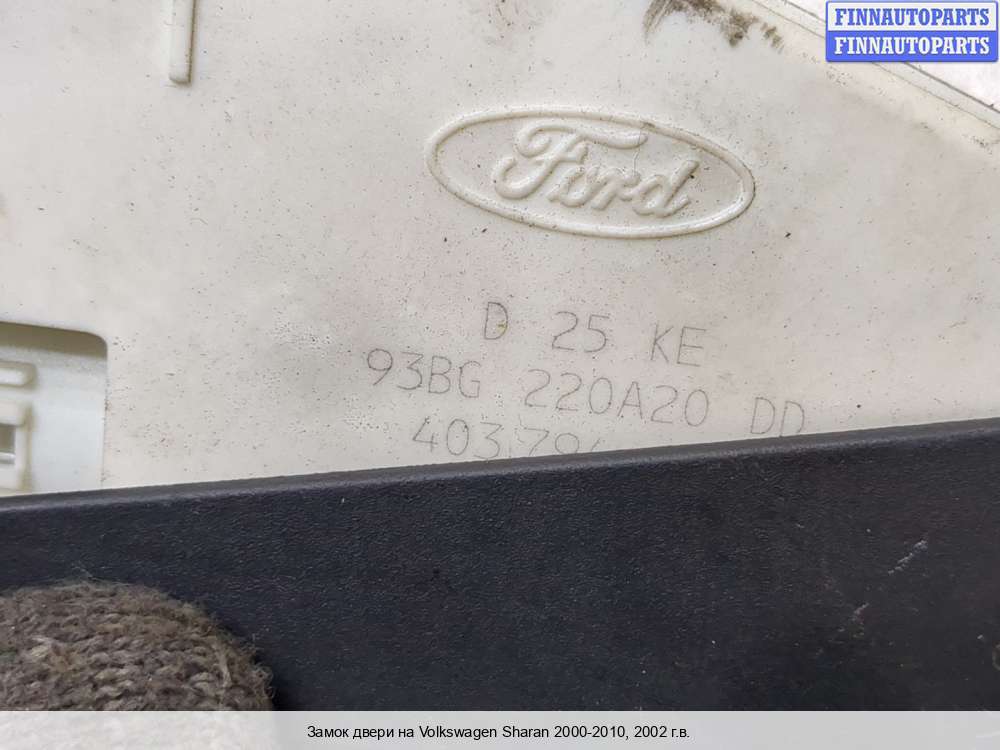 FINNAUTOPARTS
FINNAUTOPARTS
Ford
D 25 KE
93BG 220A20 DD
Замок двери на Volkswagen Sharan 2000-2010, 2002 г.в.